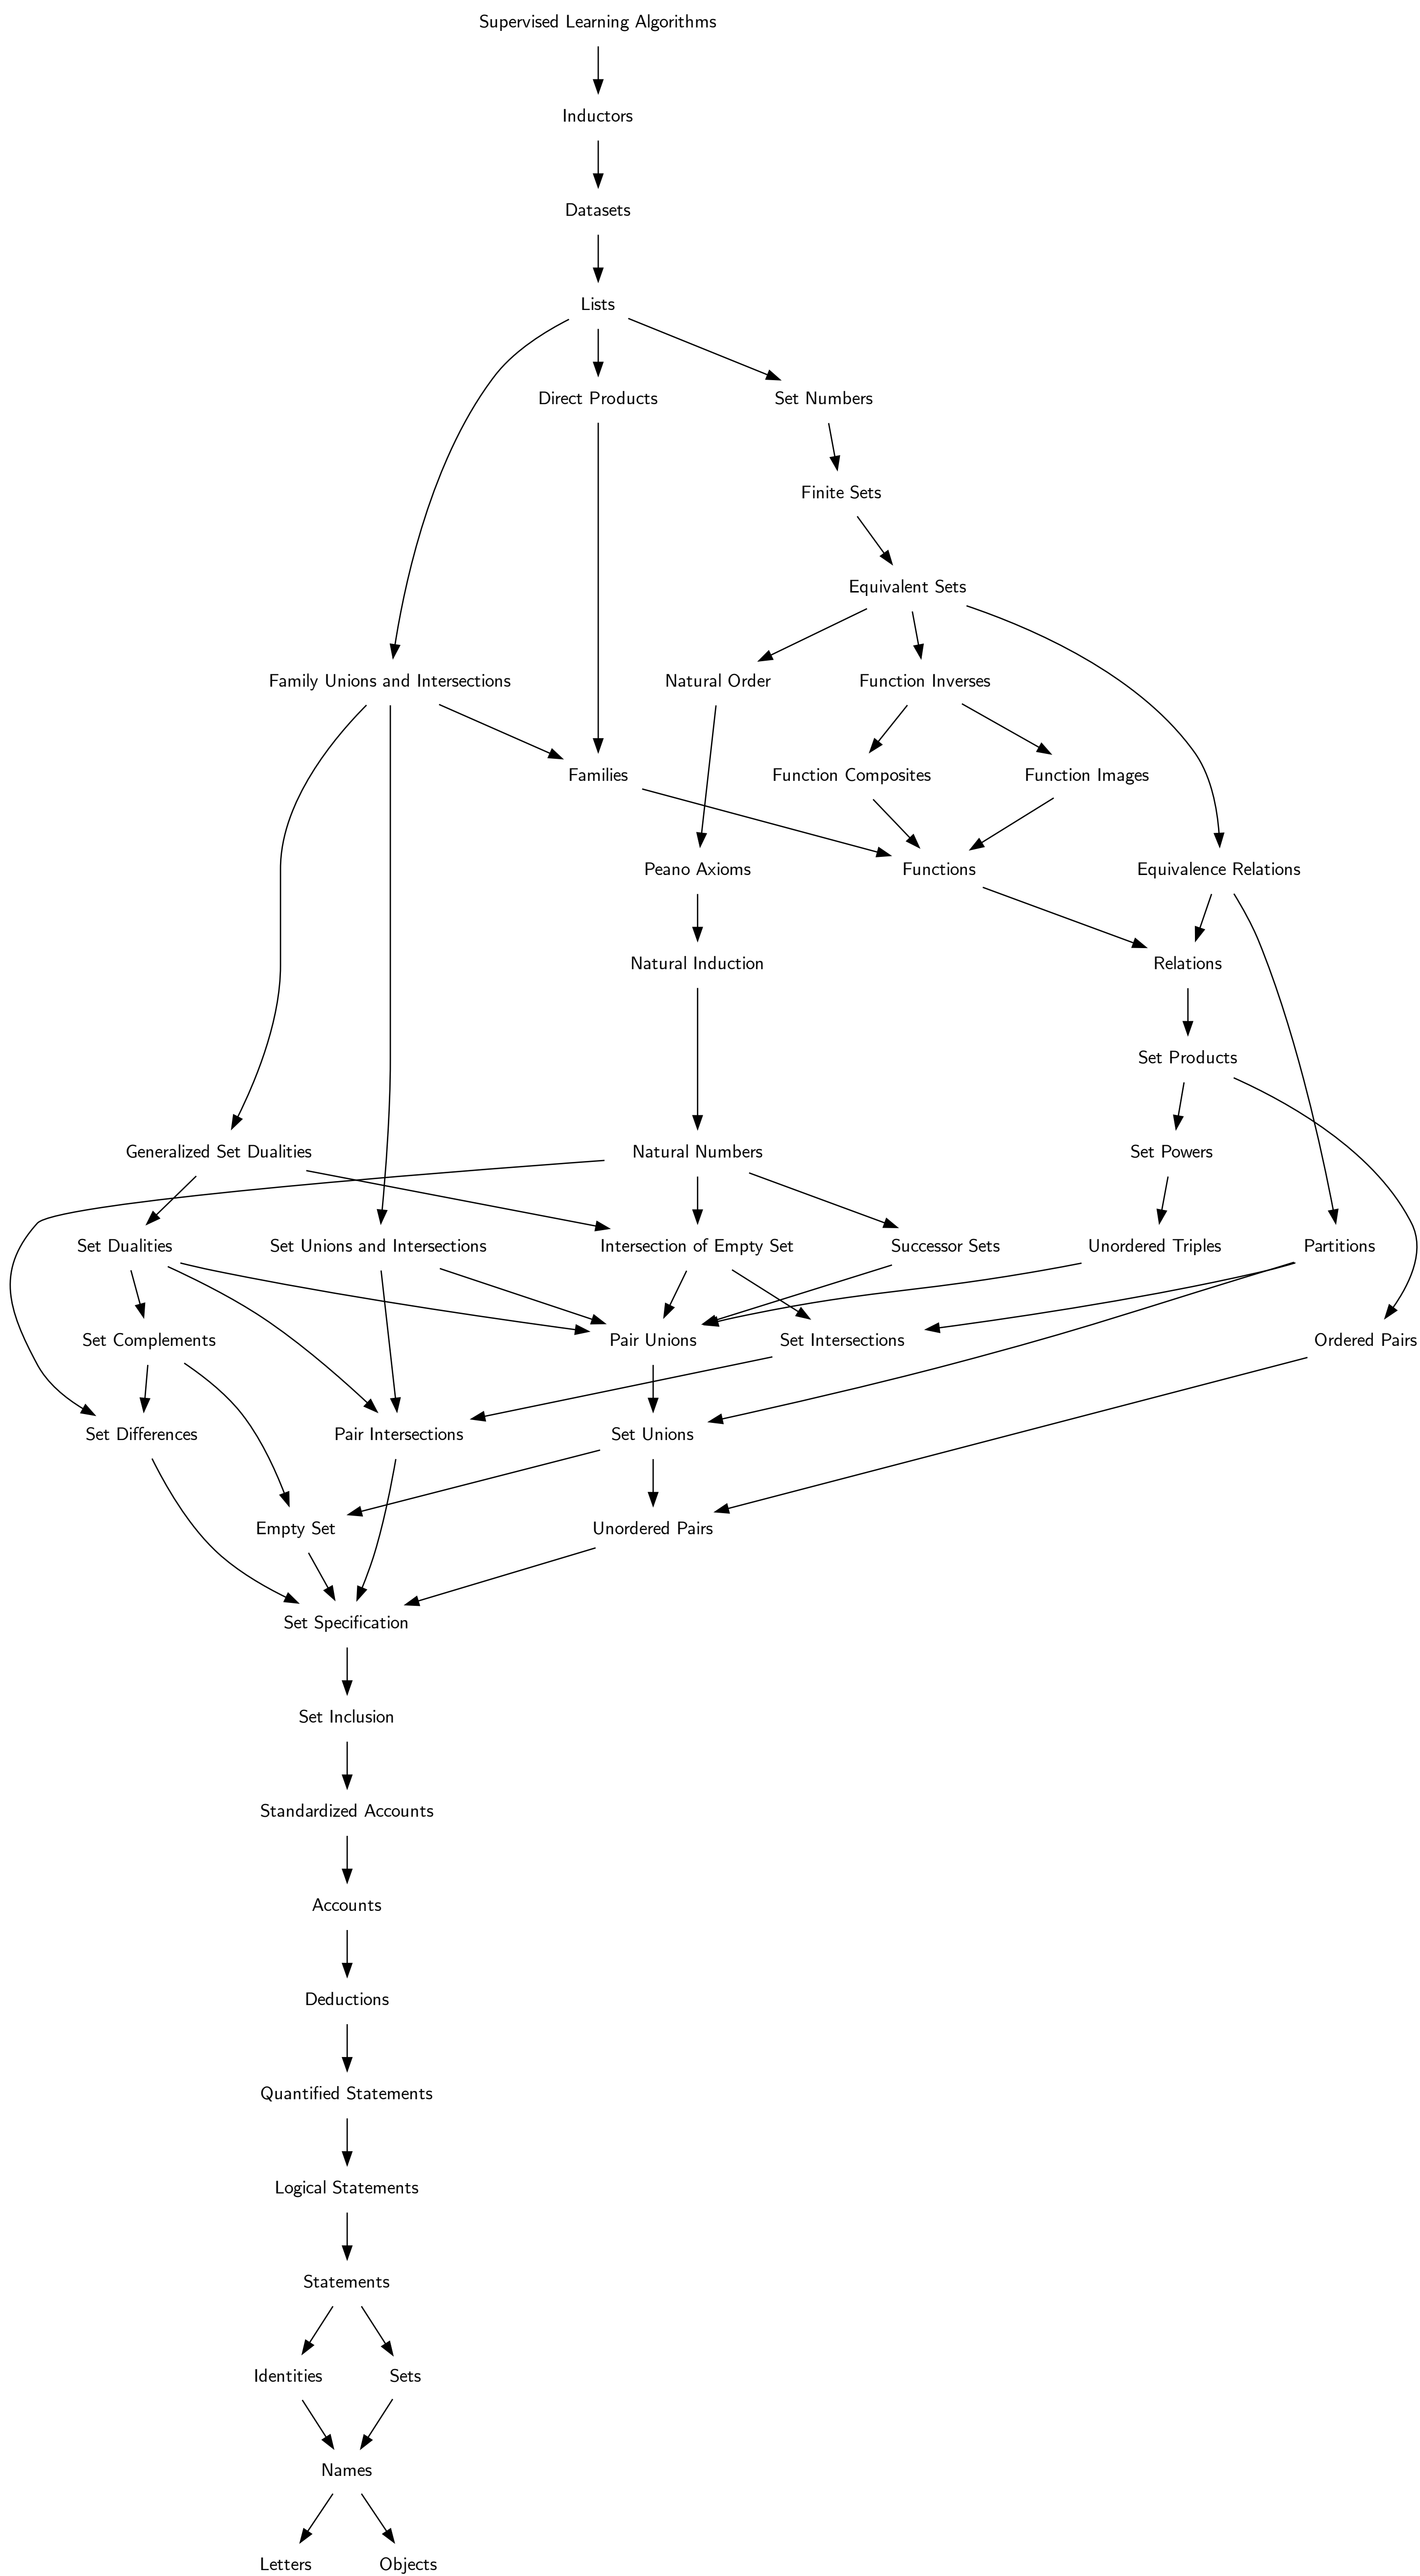 Supervised Learning Algorithms
Inductors
Datasets
Lists
Direct Products
Set Numbers
Finite Sets
Equivalent Sets
Family Unions and Intersections
Natural Order
Function Inverses
Families
Function Composites
Function Images
Peano Axioms
Functions
Equivalence Relations
Natural Induction
Relations
Set Products
Generalized Set Dualities
Natural Numbers
Set Powers
Set Dualities
Set Unions and Intersections
Intersection of Empty Set
Successor Sets
Unordered Triples
Partitions
Set Complements
Pair Unions
Set Intersections
Ordered Pairs
Set Differences
Pair Intersections
Set Unions
Empty Set
Unordered Pairs
Set Specification
Set Inclusion
Standardized Accounts
Accounts
Deductions
Quantified Statements
Logical Statements
Statements
Identities
Sets
Names
Letters
Objects